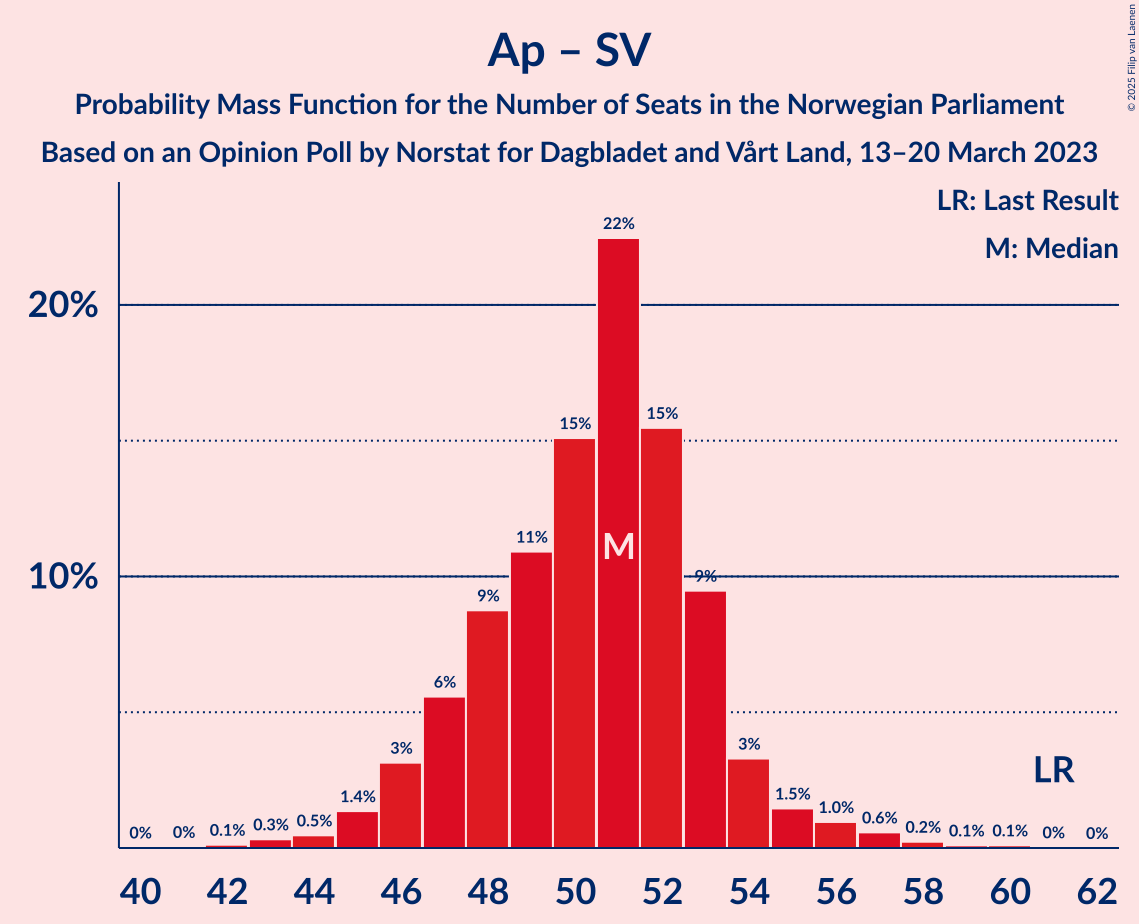 Ap – SV
Probability Mass Function for the Number of Seats in the Norwegian Parliament
Based on an Opinion Poll by Norstat for Dagbladet and Vårt Land, 13–20 March 2023
© 2025 Filip van Laenen
LR: Last Result
M: Median
20%
10%
0% 0% 0.1% 0.3% 0.5% 1.4% 3% 6% 9% 11% 15% 22% 15% 9% 3% 1.5% 1.0% 0.6% 0.2% 0.1% 0.1% 0% 0%
M
LR
40 42 44 46 48 50 52 54 56 58 60 62